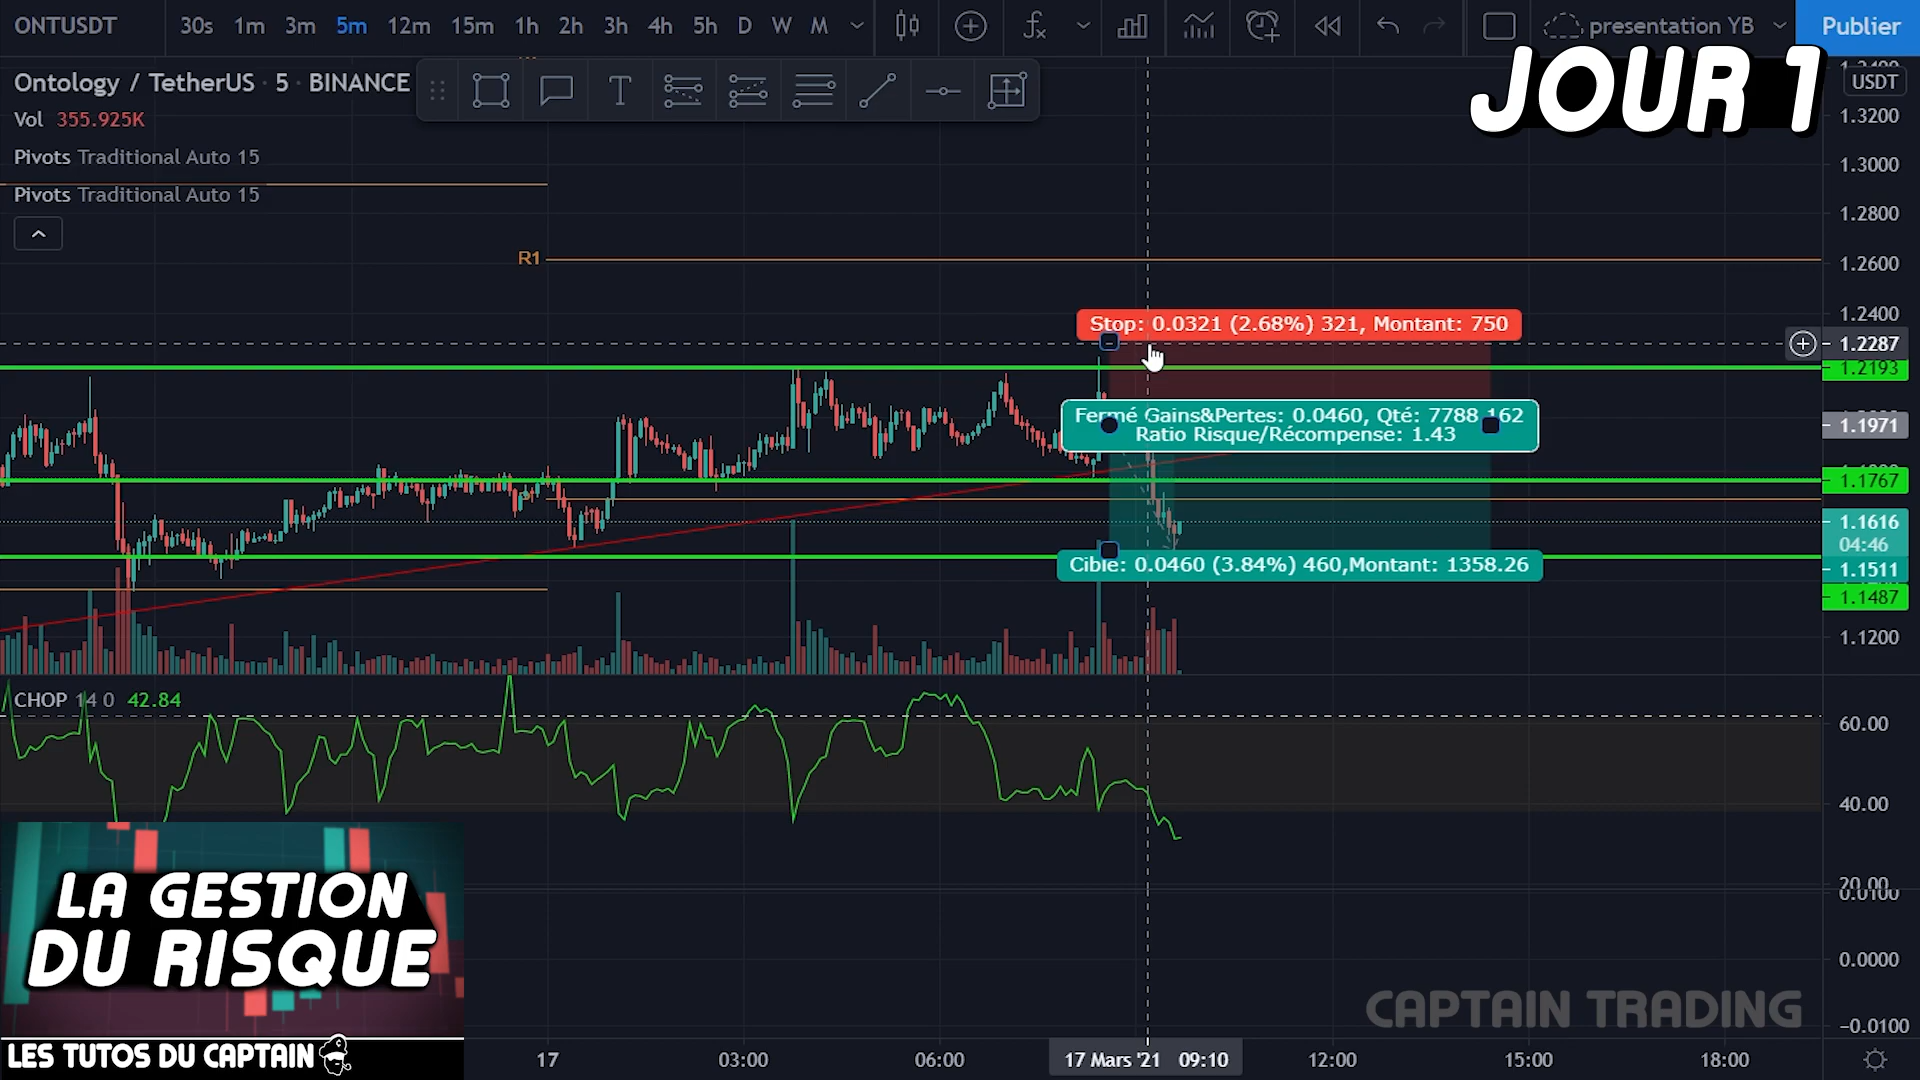 ONTUSDT 30s 1m 3m 5m 12m 15m 1h 2h 3h 4h 5h D W M presentation YB Publier
JOUR 1
Ontology / TetherUS · 5 · BINANCE
USDT
Vol 355.925K
Pivots Traditional Auto 15
Pivots Traditional Auto 15
R1
Stop: 0.0321 (2.68%) 321, Montant: 750
Fermé Gains&Pertes: 0.0460, Qté: 7788.162
Ratio Risque/Récompense: 1.43
Cible: 0.0460 (3.84%) 460,Montant: 1358.26
1.3200
1.3000
1.2800
1.2600
1.2400
1.2287
1.2193
1.1971
1.1767
1.1616
04:46
1.1511
1.1487
1.1200
CHOP 14 0 42.84
60.00
40.00
20.00
0.0100
0.0000
−0.0100
LA GESTION
DU RISQUE
LES TUTOS DU CAPTAIN
CAPTAIN TRADING
17 03:00 06:00 17 Mars '21 09:10 12:00 15:00 18:00